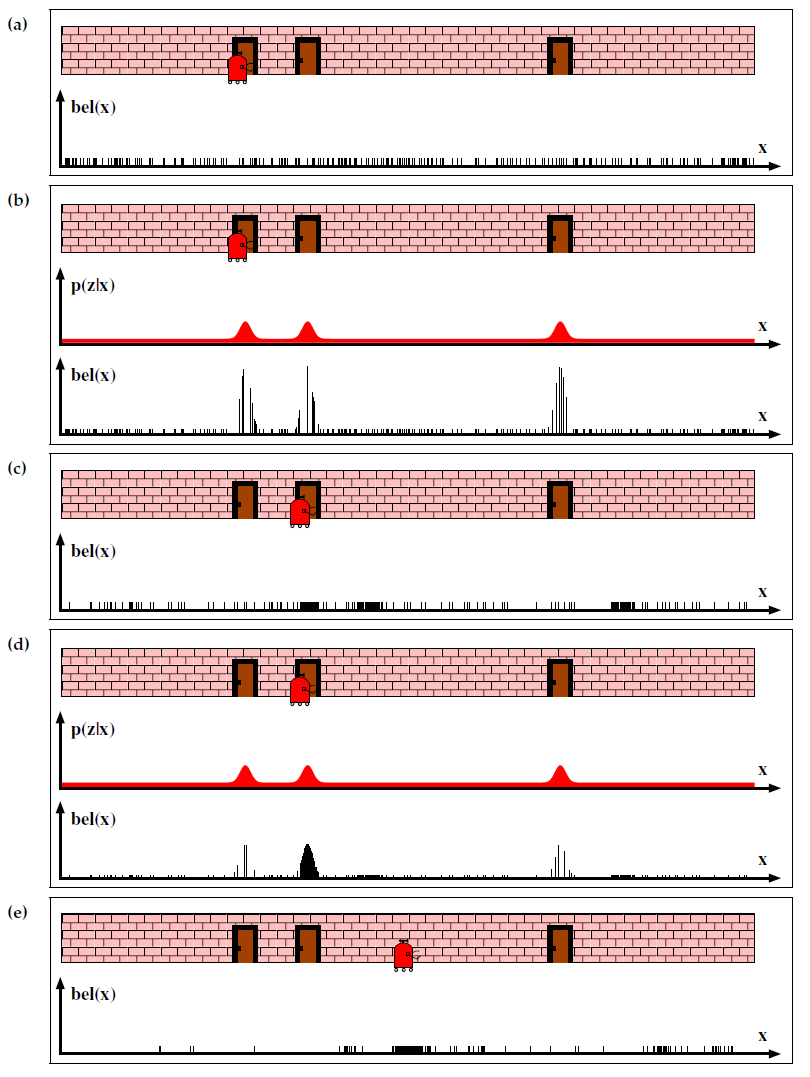 (a)
bel(x)
x
(b)
p(z|x)
x
bel(x)
x
(c)
bel(x)
x
(d)
p(z|x)
x
bel(x)
x
(e)
bel(x)
x